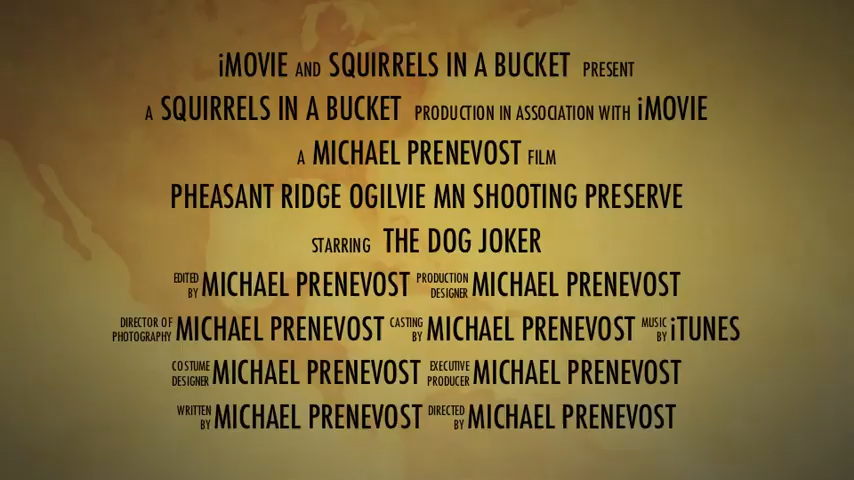 iMOVIE AND SQUIRRELS IN A BUCKET PRESENT
A SQUIRRELS IN A BUCKET PRODUCTION IN ASSOCIATION WITH iMOVIE
A MICHAEL PRENEVOST FILM
PHEASANT RIDGE OGILVIE MN SHOOTING PRESERVE
STARRING THE DOG JOKER
EDITED BY MICHAEL PRENEVOST PRODUCTION DESIGNER MICHAEL PRENEVOST
DIRECTOR OF PHOTOGRAPHY MICHAEL PRENEVOST CASTING BY MICHAEL PRENEVOST MUSIC BY iTUNES
COSTUME DESIGNER MICHAEL PRENEVOST EXECUTIVE PRODUCER MICHAEL PRENEVOST
WRITTEN BY MICHAEL PRENEVOST DIRECTED BY MICHAEL PRENEVOST